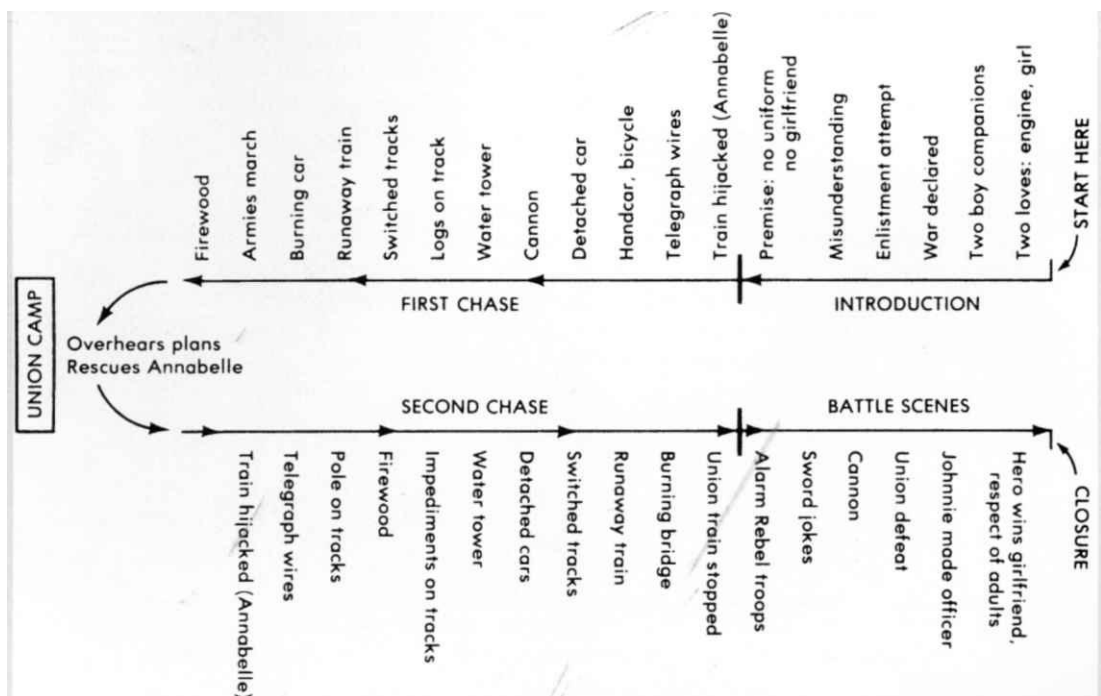 START HERE
Two loves: engine, girl
Two boy companions
War declared
Enlistment attempt
Misunderstanding
Premise: no uniform
no girlfriend
INTRODUCTION
Train hijacked (Annabelle)
Telegraph wires
Handcar, bicycle
Detached car
Cannon
Water tower
Logs on track
Switched tracks
Runaway train
Burning car
Armies march
Firewood
FIRST CHASE
UNION CAMP
Overhears plans
Rescues Annabelle
SECOND CHASE
Train hijacked (Annabelle)
Telegraph wires
Pole on tracks
Firewood
Impediments on tracks
Water tower
Detached cars
Switched tracks
Runaway train
Burning bridge
Union train stopped
BATTLE SCENES
Alarm Rebel troops
Sword jokes
Cannon
Union defeat
Johnnie made officer
Hero wins girlfriend,
respect of adults
CLOSURE